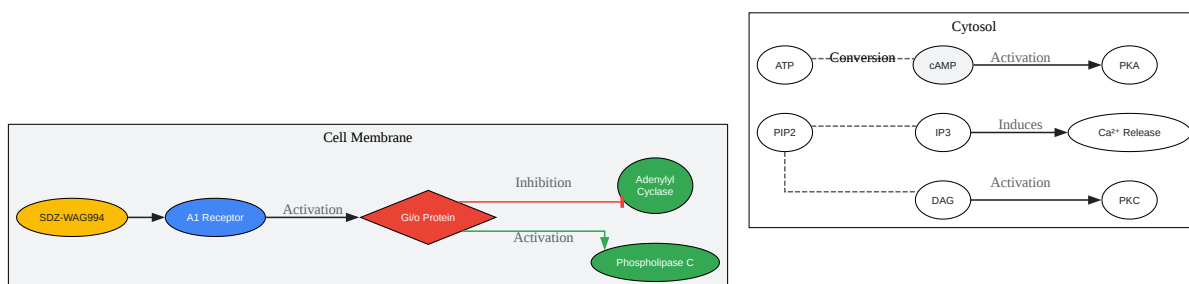 Cell Membrane
SDZ-WAG994
A1 Receptor
Activation
Gi/o Protein
Inhibition
Adenylyl
Cyclase
Activation
Phospholipase C
Cytosol
ATP
Conversion
cAMP
Activation
PKA
PIP2
IP3
Induces
Ca²⁺ Release
DAG
Activation
PKC